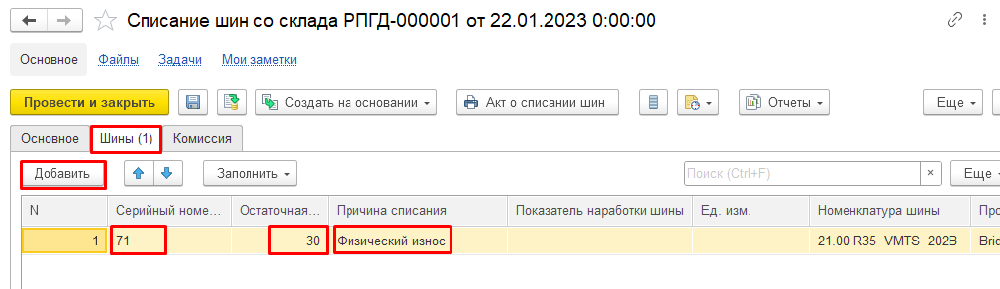 Списание шин со склада РПГД-000001 от 22.01.2023 0:00:00
Основное Файлы Задачи Мои заметки
Провести и закрыть Создать на основании Акт о списании шин Отчеты Еще
Основное Шины (1) Комиссия
Добавить Заполнить Поиск (Ctrl+F) × Еще
N Серийный номе... Остаточная... Причина списания Показатель наработки шины Ед. изм. Номенклатура шины Про
1 71 30 Физический износ 21.00 R35 VMTS 202B Brid